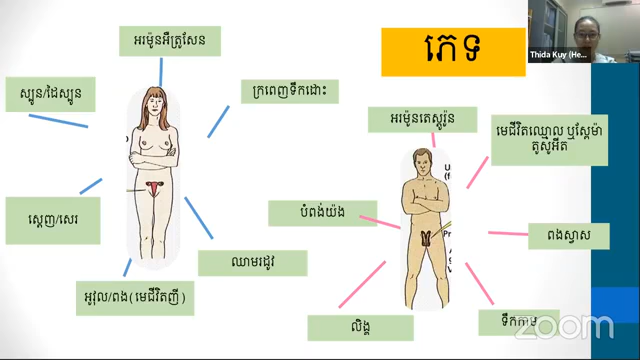 ភេទ
Thida Kuy (He...
អរម៉ូនអឺត្រូសែន
ស្បូន/ដៃស្បូន
ក្រពេញទឹកដោះ
ស្តេញ/សេរ
ឈាមរដូវ
អូវុល/ពង(មេជីវិតញី)
អរម៉ូនតេស្តូរ៉ូន
មេជីវិតឈ្មោល ឬស្ពែម៉ា
តូសូអីត
បំពង់យ៉ង
ពងស្វាស
លិង្គ
ទឹកកាម
zoom